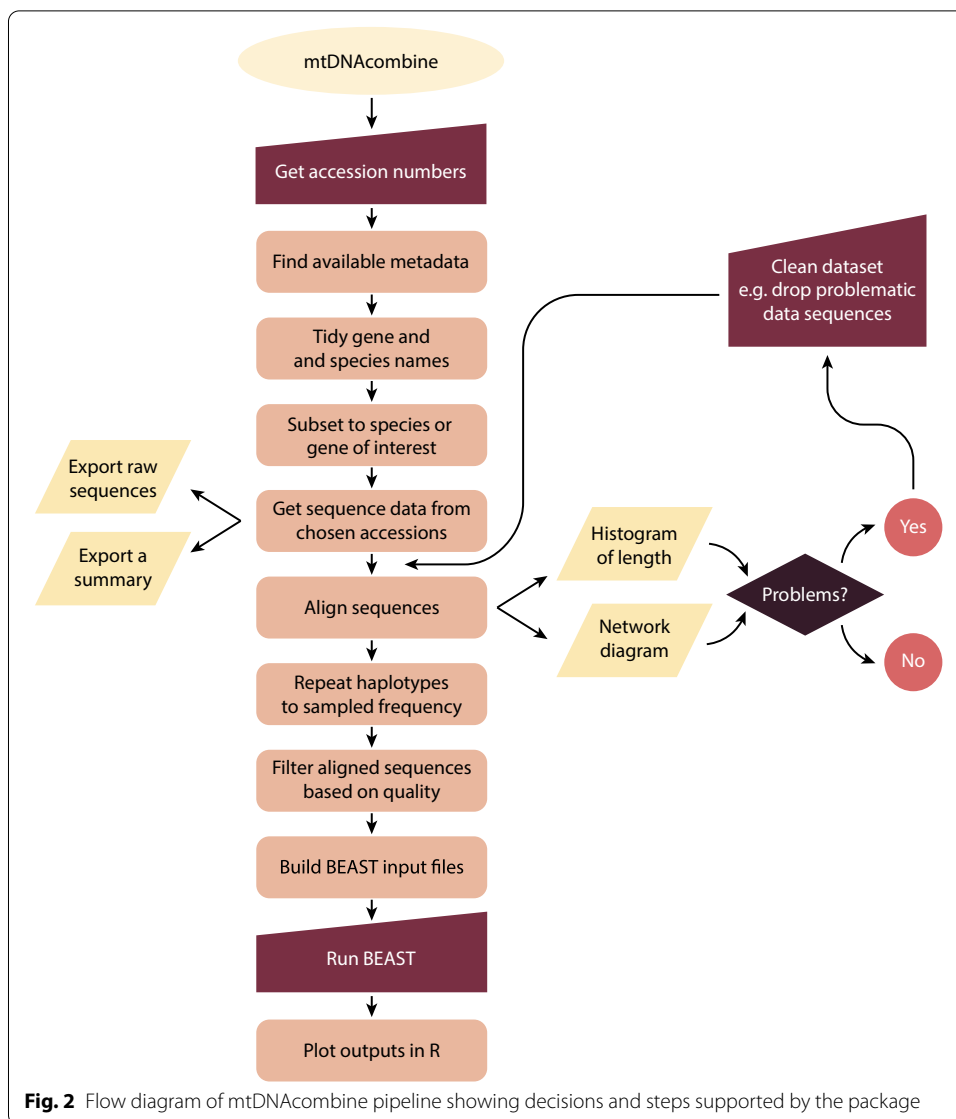 mtDNAcombine
Get accession numbers
Find available metadata
Tidy gene and
and species names
Subset to species or
gene of interest
Get sequence data from
chosen accessions
Export raw
sequences
Export a
summary
Align sequences
Histogram
of length
Network
diagram
Problems?
Yes
No
Clean dataset
e.g. drop problematic
data sequences
Repeat haplotypes
to sampled frequency
Filter aligned sequences
based on quality
Build BEAST input files
Run BEAST
Plot outputs in R
Fig. 2 Flow diagram of mtDNAcombine pipeline showing decisions and steps supported by the package